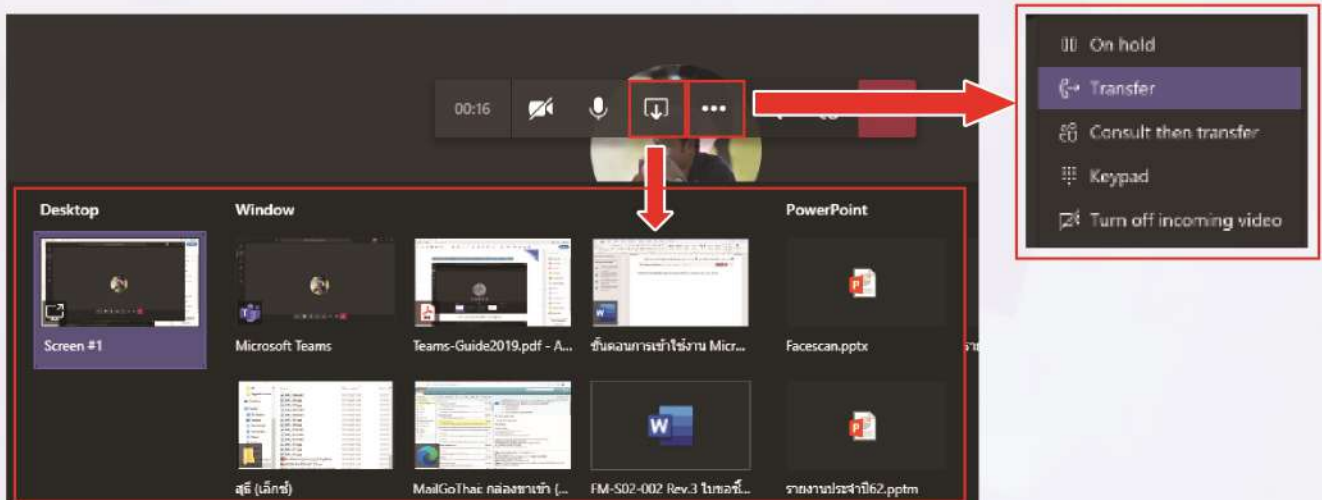 00:16
On hold
Transfer
Consult then transfer
Keypad
Turn off incoming video
Desktop
Window
PowerPoint
Screen #1
Microsoft Teams
Teams-Guide2019.pdf - A...
ขั้นตอนการเข้าใช้งาน Micr...
Facescan.pptx
สุธี (เอ็กซ์)
MailGoThai: กล่องขาเข้า (...
FM-S02-002 Rev.3 ใบขอซื้...
รายงานประจำปี62.pptm